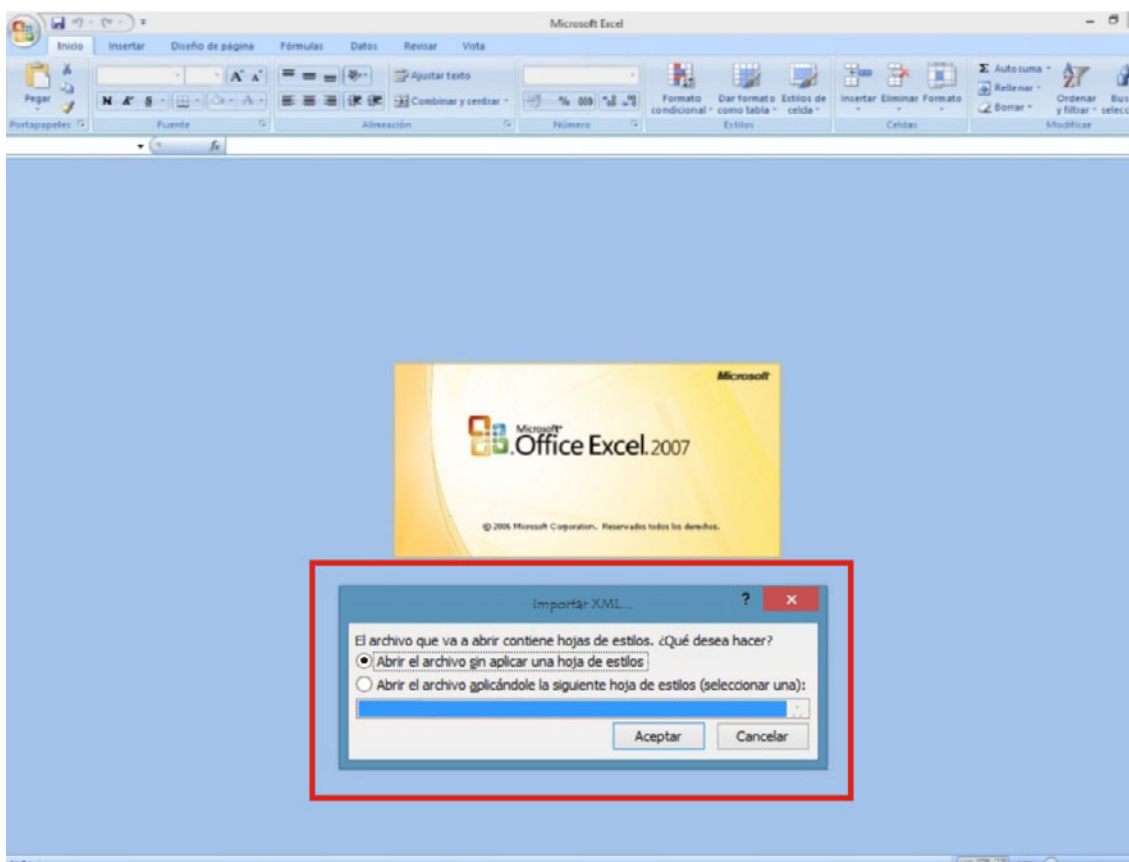 Microsoft Excel
Inicio Insertar Diseño de página Fórmulas Datos Revisar Vista
Pegar
N K S A A A
Ajustar texto
Combinar y centrar
% 000
Formato condicional
Dar formato como tabla
Estilos de celda
Insertar Eliminar Formato
Σ Autosuma
Rellenar
Borrar
Ordenar y filtrar
Portapapeles Fuente Alineación Número Estilos Celdas Modificar
fx
Microsoft
Microsoft
Office Excel 2007
© 2006 Microsoft Corporation. Reservados todos los derechos.
Importar XML... ?
El archivo que va a abrir contiene hojas de estilos. ¿Qué desea hacer?
Abrir el archivo sin aplicar una hoja de estilos
Abrir el archivo aplicándole la siguiente hoja de estilos (seleccionar una):
Aceptar Cancelar